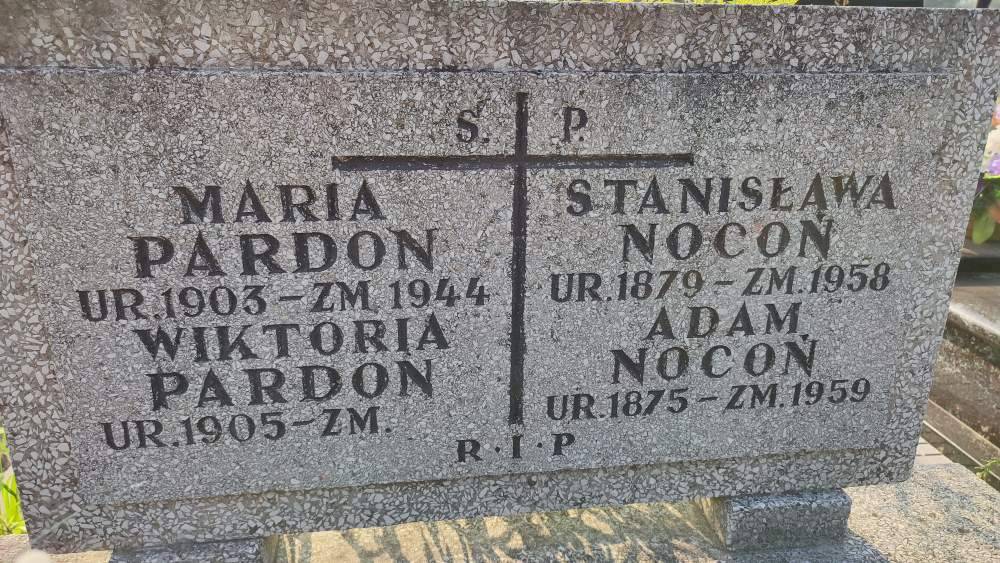 Ś. P.
MARIA
PARDON
UR.1903 – ZM. 1944
WIKTORIA
PARDON
UR.1905 – ZM.
STANISŁAWA
NOCOŃ
UR.1879 – ZM.1958
ADAM
NOCOŃ
UR.1875 – ZM.1959
R·I·P